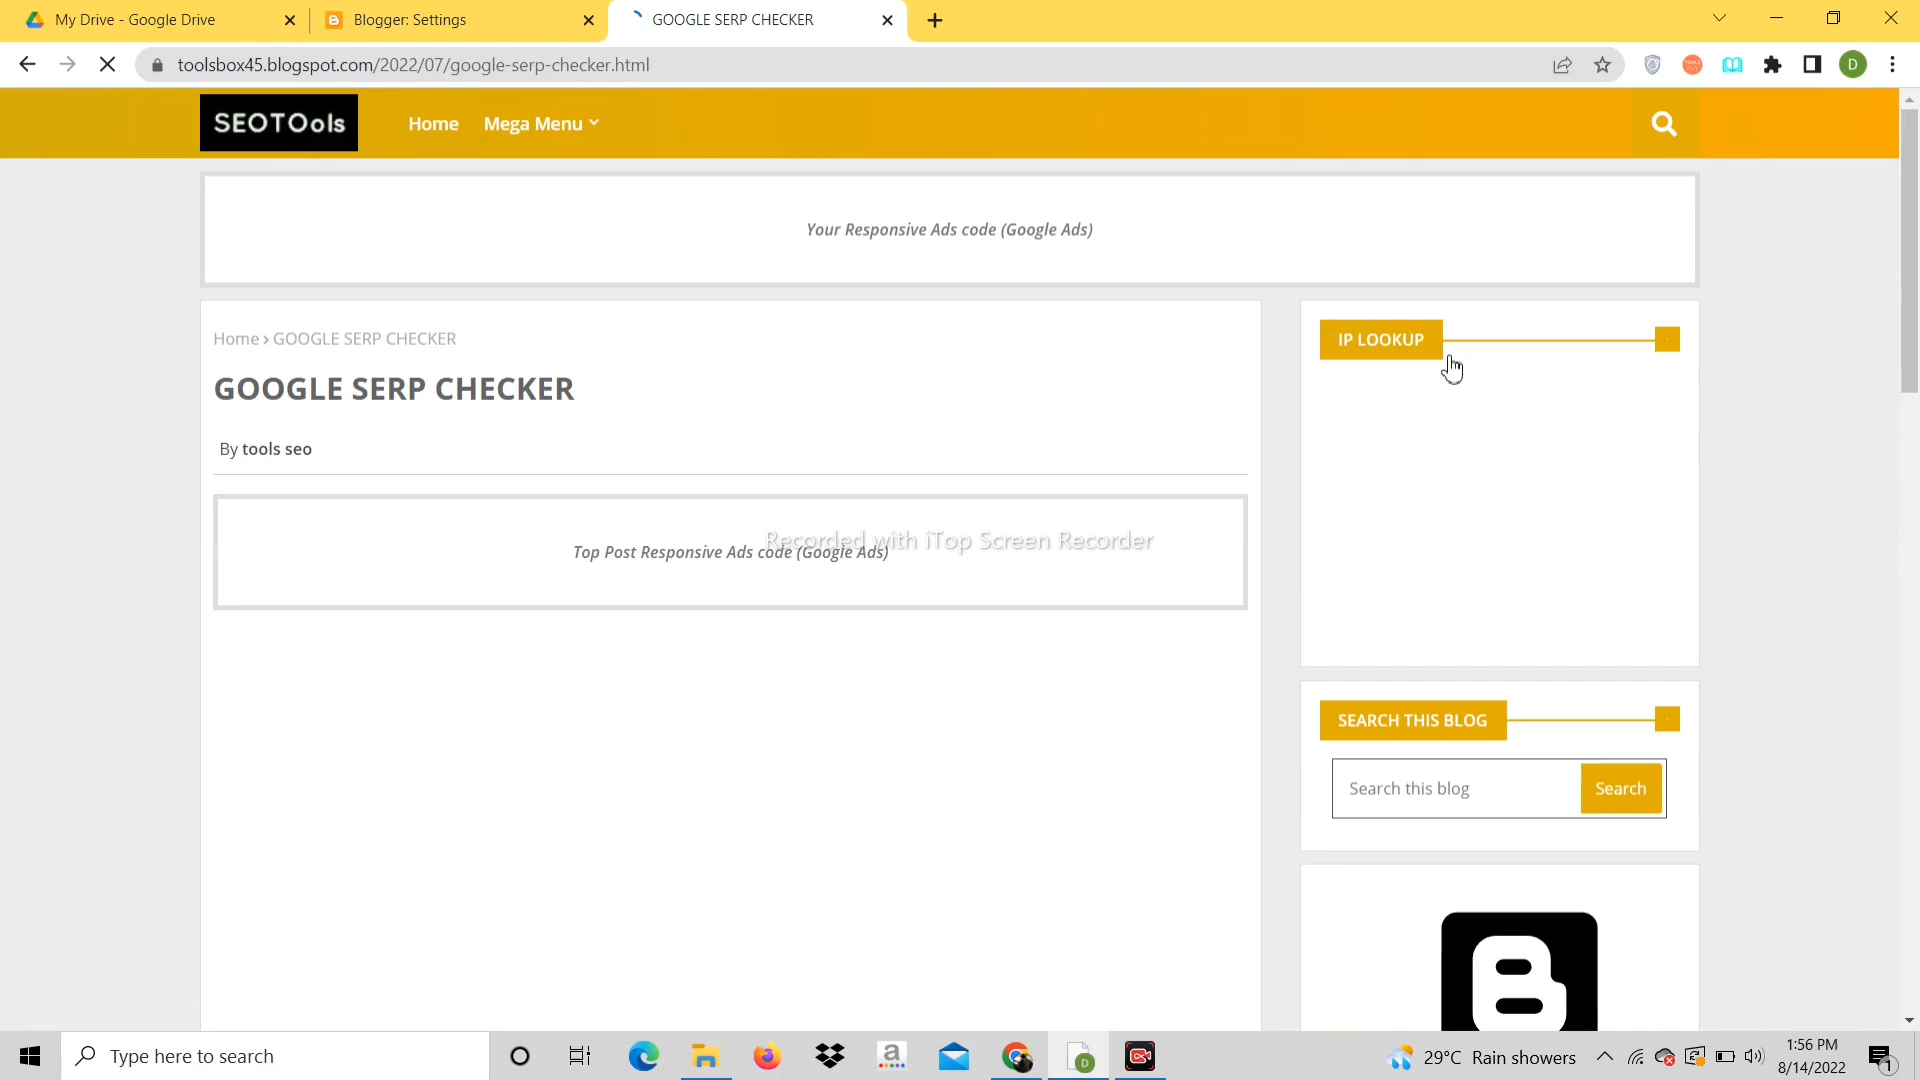 My Drive - Google Drive
Blogger: Settings
GOOGLE SERP CHECKER
toolsbox45.blogspot.com/2022/07/google-serp-checker.html
D
SEOTOols
Home
Mega Menu
Your Responsive Ads code (Google Ads)
Home › GOOGLE SERP CHECKER
GOOGLE SERP CHECKER
By tools seo
Top Post Responsive Ads code (Google Ads)
Recorded with iTop Screen Recorder
IP LOOKUP
SEARCH THIS BLOG
Search this blog
Search
Type here to search
a
D
29°C Rain showers
1:56 PM
8/14/2022
1